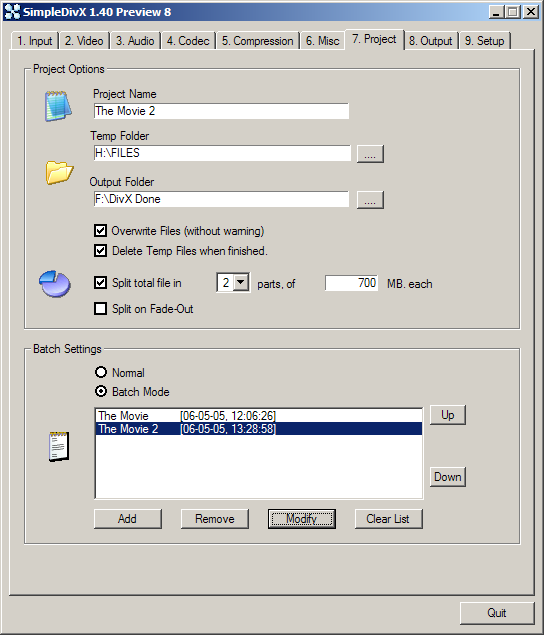 SimpleDivX 1.40 Preview 8
1. Input 2. Video 3. Audio 4. Codec 5. Compression 6. Misc 7. Project 8. Output 9. Setup
Project Options
Project Name
The Movie 2
Temp Folder
H:\FILES
....
Output Folder
F:\DivX Done
....
Overwrite Files (without warning)
Delete Temp Files when finished.
Split total file in 2 parts, of 700 MB. each
Split on Fade-Out
Batch Settings
Normal
Batch Mode
The Movie [06-05-05, 12:06:26]
The Movie 2 [06-05-05, 13:28:58]
Up
Down
Add Remove Modify Clear List
Quit